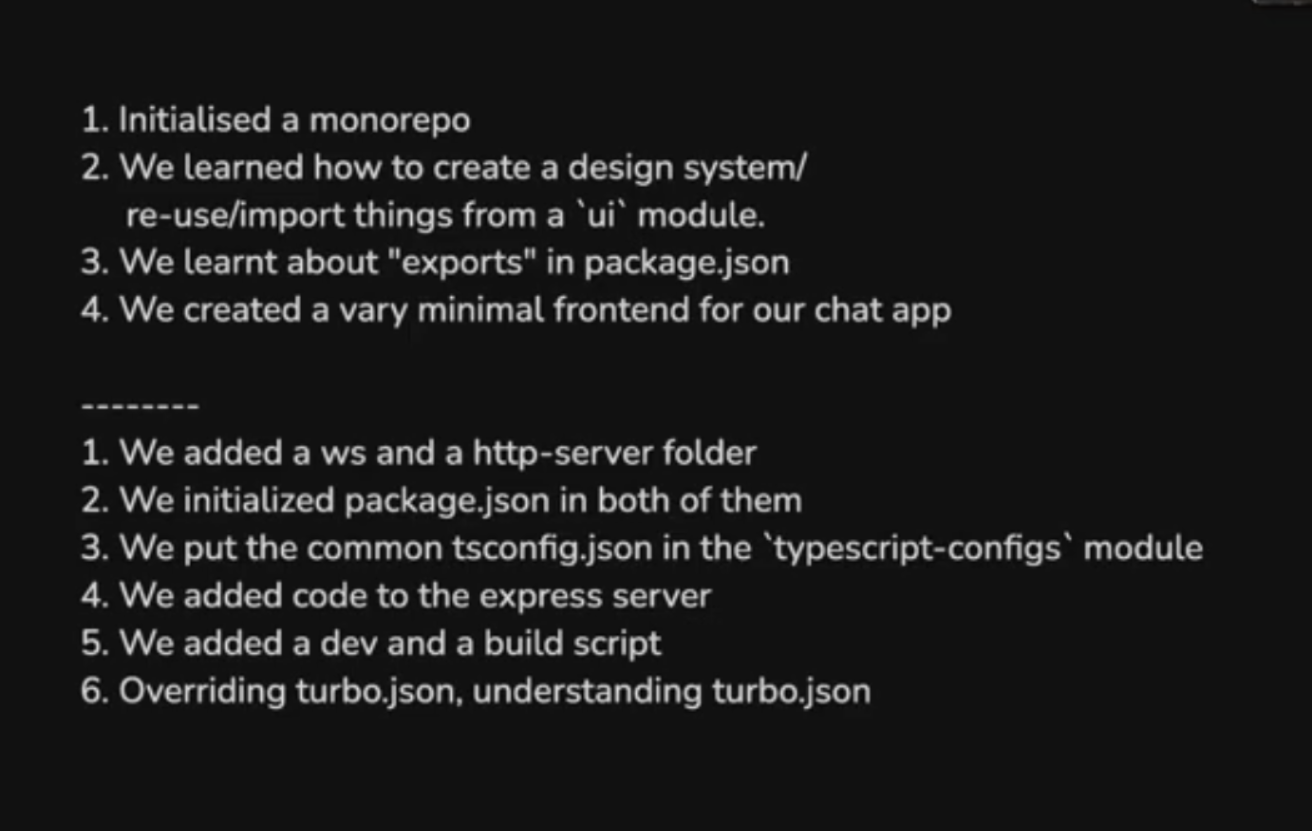 1. Initialised a monorepo
2. We learned how to create a design system/
re-use/import things from a `ui` module.
3. We learnt about "exports" in package.json
4. We created a vary minimal frontend for our chat app
--------
1. We added a ws and a http-server folder
2. We initialized package.json in both of them
3. We put the common tsconfig.json in the `typescript-configs` module
4. We added code to the express server
5. We added a dev and a build script
6. Overriding turbo.json, understanding turbo.json